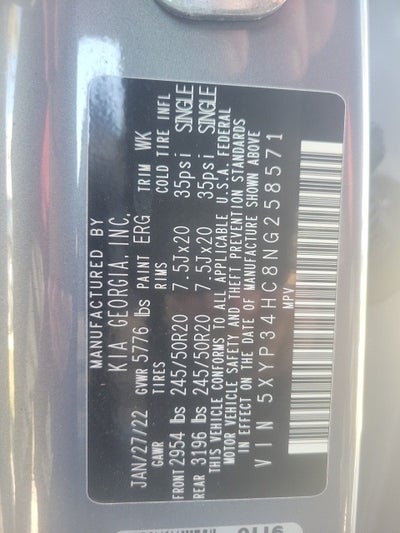 MANUFACTURED BY
KIA GEORGIA, INC.
JAN/27/22 GVWR 5776 lbs PAINT ERG TRIM WK
GAWR TIRES RIMS COLD TIRE INFL
FRONT 2954 lbs 245/50R20 7.5Jx20 35psi SINGLE
REAR 3196 lbs 245/50R20 7.5Jx20 35psi SINGLE
THIS VEHICLE CONFORMS TO ALL APPLICABLE U.S.A. FEDERAL
MOTOR VEHICLE SAFETY AND THEFT PREVENTION STANDARDS
IN EFFECT ON THE DATE OF MANUFACTURE SHOWN ABOVE
VIN 5XYP34HC8NG258571
MPV